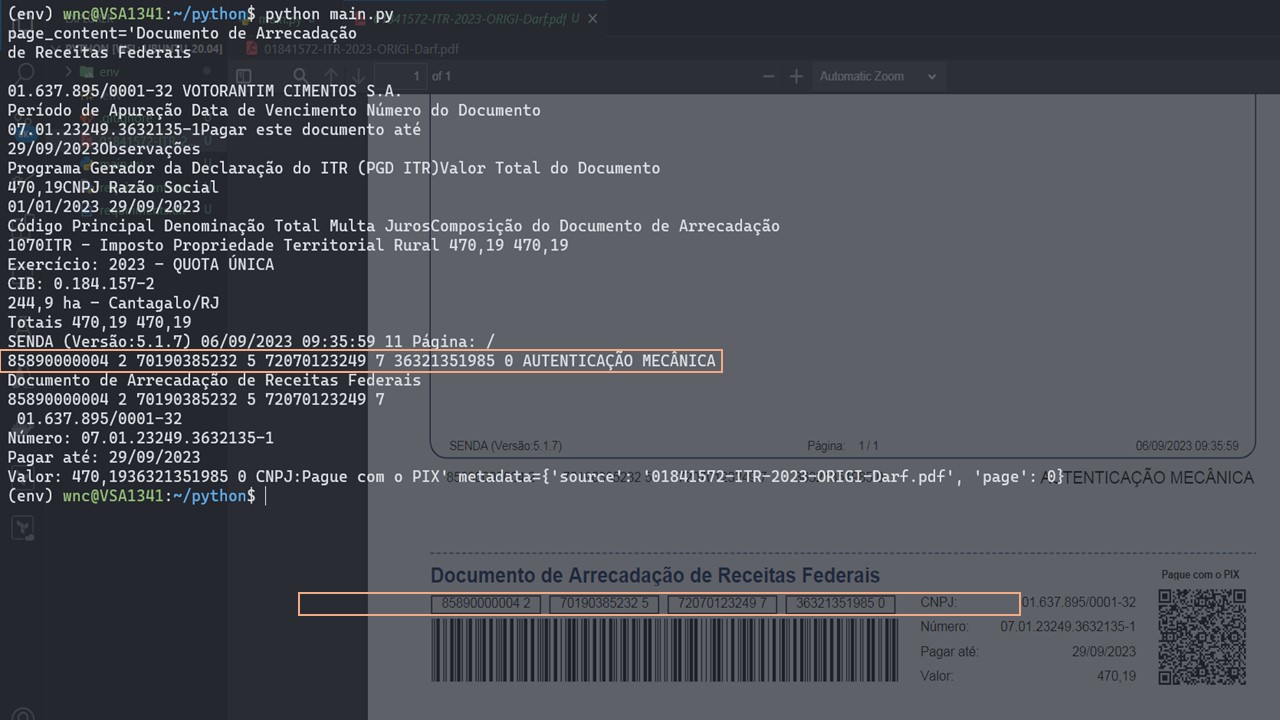 (env) wnc@VSA1341:~/python$ python main.py
page_content='Documento de Arrecadação
de Receitas Federais
01.637.895/0001-32 VOTORANTIM CIMENTOS S.A.
Período de Apuração Data de Vencimento Número do Documento
07.01.23249.3632135-1Pagar este documento até
29/09/2023Observações
Programa Gerador da Declaração do ITR (PGD ITR)Valor Total do Documento
470,19CNPJ Razão Social
01/01/2023 29/09/2023
Código Principal Denominação Total Multa JurosComposição do Documento de Arrecadação
1070ITR - Imposto Propriedade Territorial Rural 470,19 470,19
Exercício: 2023 - QUOTA ÚNICA
CIB: 0.184.157-2
244,9 ha - Cantagalo/RJ
Totais 470,19 470,19
SENDA (Versão:5.1.7) 06/09/2023 09:35:59 11 Página: /
85890000004 2 70190385232 5 72070123249 7 36321351985 0 AUTENTICAÇÃO MECÂNICA
Documento de Arrecadação de Receitas Federais
85890000004 2 70190385232 5 72070123249 7
01.637.895/0001-32
Número: 07.01.23249.3632135-1
Pagar até: 29/09/2023
Valor: 470,1936321351985 0 CNPJ:Pague com o PIX' metadata={'source': '01841572-ITR-2023-ORIGI-Darf.pdf', 'page': 0}
(env) wnc@VSA1341:~/python$
01841572-ITR-2023-ORIGI-Darf.pdf U
01841572-ITR-2023-ORIGI-Darf.pdf
env
1 of 1
Automatic Zoom
SENDA (Versão:5.1.7) Página: 1 / 1 06/09/2023 09:35:59
AUTENTICAÇÃO MECÂNICA
Documento de Arrecadação de Receitas Federais
Pague com o PIX
85890000004 2 70190385232 5 72070123249 7 36321351985 0
CNPJ: 01.637.895/0001-32
Número: 07.01.23249.3632135-1
Pagar até: 29/09/2023
Valor: 470,19